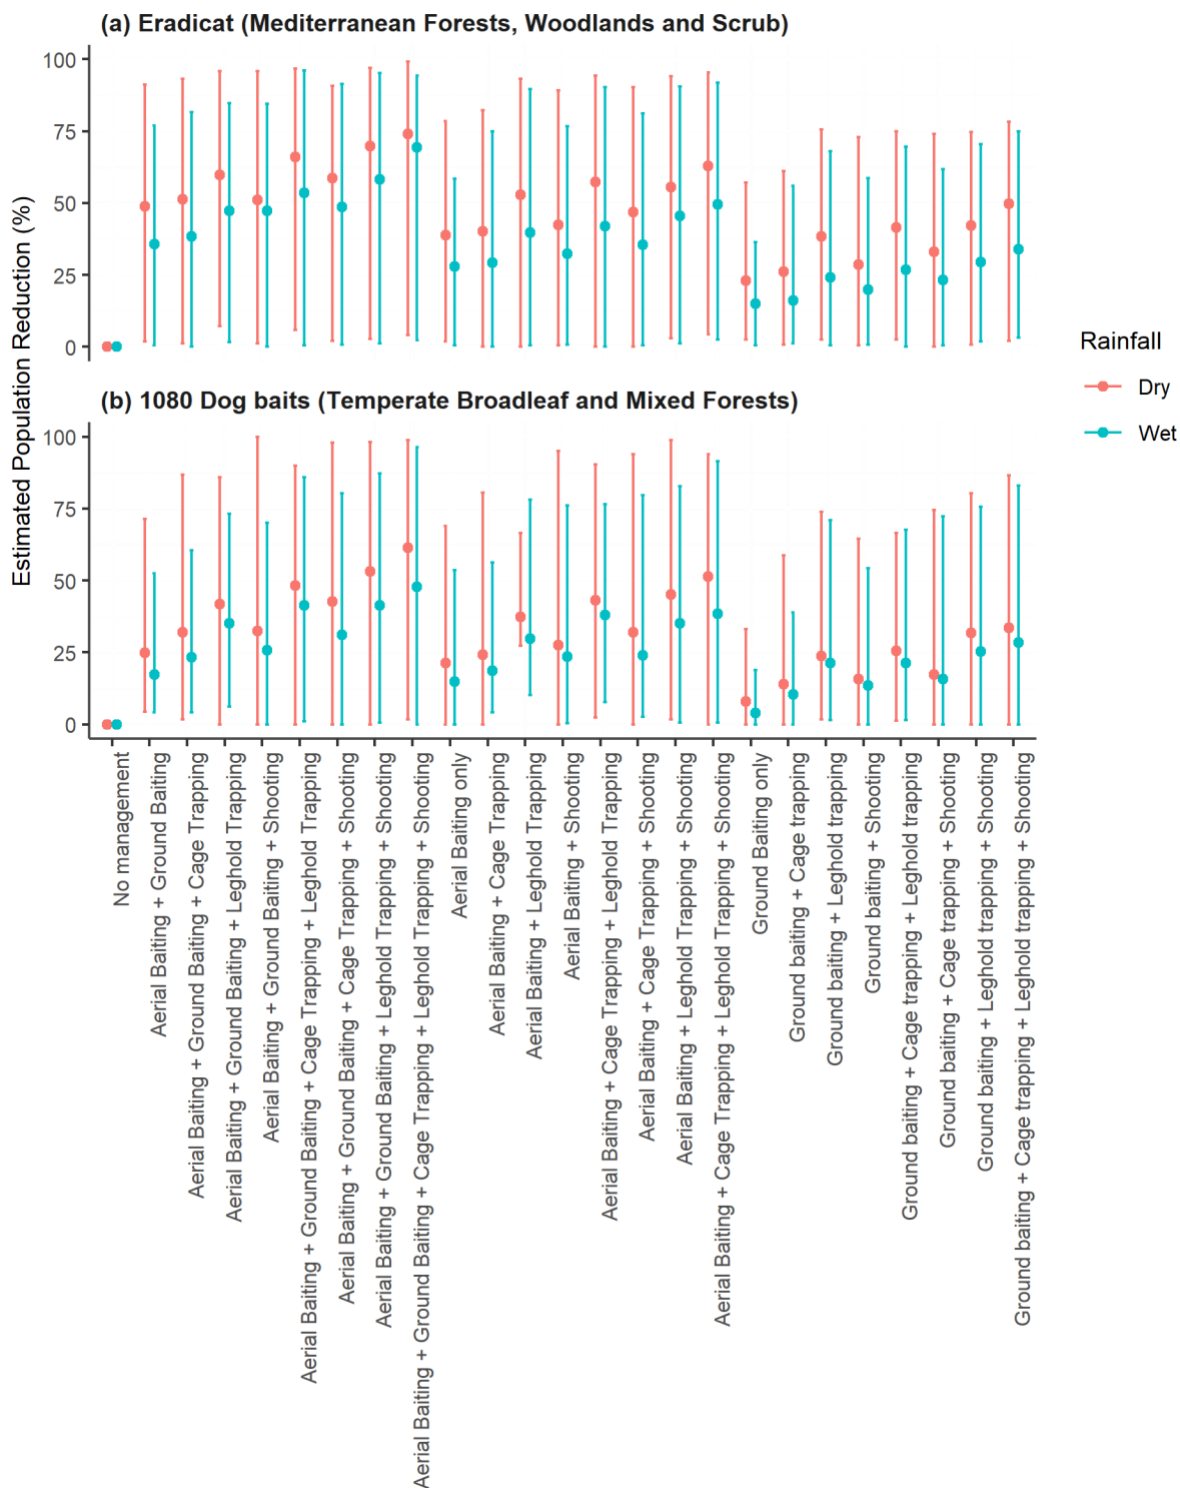 (a) Eradicat (Mediterranean Forests, Woodlands and Scrub)
100
75
50
25
0
(b) 1080 Dog baits (Temperate Broadleaf and Mixed Forests)
100
75
50
25
0
Estimated Population Reduction (%)
Rainfall
Dry
Wet
No management
Aerial Baiting + Ground Baiting
Aerial Baiting + Ground Baiting + Cage Trapping
Aerial Baiting + Ground Baiting + Leghold Trapping
Aerial Baiting + Ground Baiting + Shooting
Aerial Baiting + Ground Baiting + Cage Trapping + Leghold Trapping
Aerial Baiting + Ground Baiting + Cage Trapping + Shooting
Aerial Baiting + Ground Baiting + Leghold Trapping + Shooting
Aerial Baiting + Ground Baiting + Cage Trapping + Leghold Trapping + Shooting
Aerial Baiting only
Aerial Baiting + Cage Trapping
Aerial Baiting + Leghold Trapping
Aerial Baiting + Shooting
Aerial Baiting + Cage Trapping + Leghold Trapping
Aerial Baiting + Cage Trapping + Shooting
Aerial Baiting + Leghold Trapping + Shooting
Aerial Baiting + Cage Trapping + Leghold Trapping + Shooting
Ground Baiting only
Ground baiting + Cage trapping
Ground baiting + Leghold trapping
Ground baiting + Shooting
Ground baiting + Cage trapping + Leghold trapping
Ground baiting + Cage trapping + Shooting
Ground baiting + Leghold trapping + Shooting
Ground baiting + Cage trapping + Leghold trapping + Shooting